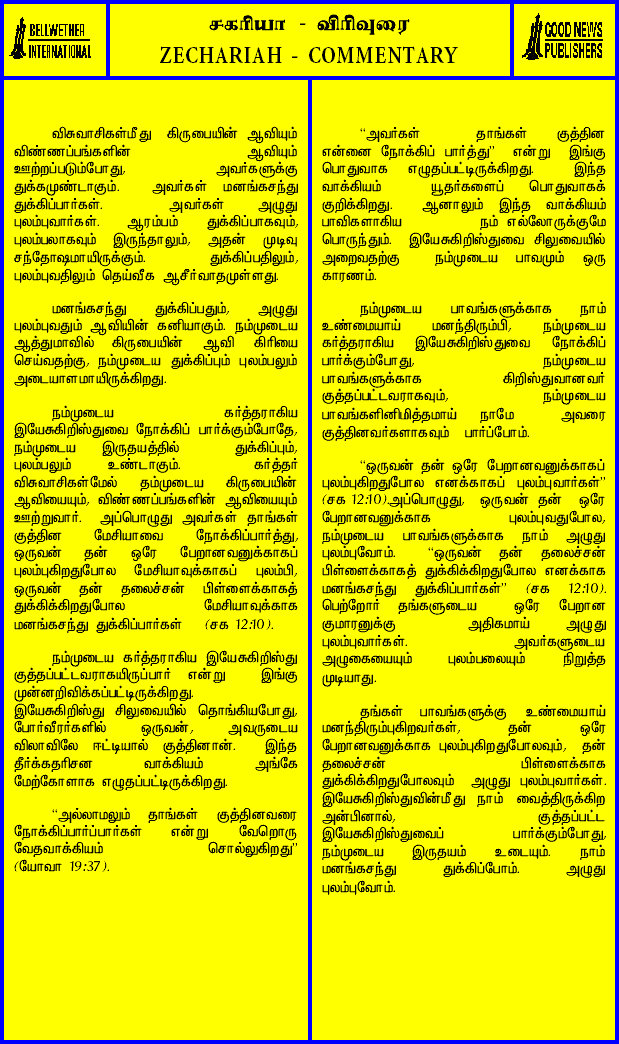 BELLWETHER
INTERNATIONAL
சகரியா - விரிவுரை
ZECHARIAH - COMMENTARY
GOOD NEWS
PUBLISHERS
விசுவாசிகள்மீது கிருபையின் ஆவியும்
விண்ணப்பங்களின் ஆவியும்
ஊற்றப்படும்போது, அவர்களுக்கு
துக்கமுண்டாகும். அவர்கள் மனங்கசந்து
துக்கிப்பார்கள். அவர்கள் அழுது
புலம்புவார்கள். ஆரம்பம் துக்கிப்பாகவும்,
புலம்பலாகவும் இருந்தாலும், அதன் முடிவு
சந்தோஷமாயிருக்கும். துக்கிப்பதிலும்,
புலம்புவதிலும் தெய்வீக ஆசீர்வாதமுள்ளது.
மனங்கசந்து துக்கிப்பதும், அழுது
புலம்புவதும் ஆவியின் கனியாகும். நம்முடைய
ஆத்துமாவில் கிருபையின் ஆவி கிரியை
செய்வதற்கு, நம்முடைய துக்கிப்பும் புலம்பலும்
அடையாளமாயிருக்கிறது.
நம்முடைய கர்த்தராகிய
இயேசுகிறிஸ்துவை நோக்கிப் பார்க்கும்போதே,
நம்முடைய இருதயத்தில் துக்கிப்பும்,
புலம்பலும் உண்டாகும். கர்த்தர்
விசுவாசிகள்மேல் தம்முடைய கிருபையின்
ஆவியையும், விண்ணப்பங்களின் ஆவியையும்
ஊற்றுவார். அப்பொழுது அவர்கள் தாங்கள்
குத்தின மேசியாவை நோக்கிப்பார்த்து,
ஒருவன் தன் ஒரே பேறானவனுக்காகப்
புலம்புகிறதுபோல மேசியாவுக்காகப் புலம்பி,
ஒருவன் தன் தலைச்சன் பிள்ளைக்காகத்
துக்கிக்கிறதுபோல மேசியாவுக்காக
மனங்கசந்து துக்கிப்பார்கள் (சக 12:10).
நம்முடைய கர்த்தராகிய இயேசுகிறிஸ்து
குத்தப்பட்டவராகயிருப்பார் என்று இங்கு
முன்னறிவிக்கப்பட்டிருக்கிறது.
இயேசுகிறிஸ்து சிலுவையில் தொங்கியபோது,
போர்வீரர்களில் ஒருவன், அவருடைய
விலாவிலே ஈட்டியால் குத்தினான். இந்த
தீர்க்கதரிசன வாக்கியம் அங்கே
மேற்கோளாக எழுதப்பட்டிருக்கிறது.
“அல்லாமலும் தாங்கள் குத்தினவரை
நோக்கிப்பார்ப்பார்கள் என்று வேறொரு
வேதவாக்கியம் சொல்லுகிறது”
(யோவா 19:37).
“அவர்கள் தாங்கள் குத்தின
என்னை நோக்கிப் பார்த்து” என்று இங்கு
பொதுவாக எழுதப்பட்டிருக்கிறது. இந்த
வாக்கியம் யூதர்களைப் பொதுவாகக்
குறிக்கிறது. ஆனாலும் இந்த வாக்கியம்
பாவிகளாகிய நம் எல்லோருக்குமே
பொருந்தும். இயேசுகிறிஸ்துவை சிலுவையில்
அறைவதற்கு நம்முடைய பாவமும் ஒரு
காரணம்.
நம்முடைய பாவங்களுக்காக நாம்
உண்மையாய் மனந்திரும்பி, நம்முடைய
கர்த்தராகிய இயேசுகிறிஸ்துவை நோக்கிப்
பார்க்கும்போது, நம்முடைய
பாவங்களுக்காக கிறிஸ்துவானவர்
குத்தப்பட்டவராகவும், நம்முடைய
பாவங்களினிமித்தமாய் நாமே அவரை
குத்தினவர்களாகவும் பார்ப்போம்.
“ஒருவன் தன் ஒரே பேறானவனுக்காகப்
புலம்புகிறதுபோல எனக்காகப் புலம்புவார்கள்”
(சக 12:10).அப்பொழுது, ஒருவன் தன் ஒரே
பேறானவனுக்காக புலம்புவதுபோல,
நம்முடைய பாவங்களுக்காக நாம் அழுது
புலம்புவோம். “ஒருவன் தன் தலைச்சன்
பிள்ளைக்காகத் துக்கிக்கிறதுபோல எனக்காக
மனங்கசந்து துக்கிப்பார்கள்” (சக 12:10).
பெற்றோர் தங்களுடைய ஒரே பேறான
குமாரனுக்கு அதிகமாய் அழுது
புலம்புவார்கள். அவர்களுடைய
அழுகையையும் புலம்பலையும் நிறுத்த
முடியாது.
தங்கள் பாவங்களுக்கு உண்மையாய்
மனந்திரும்புகிறவர்கள், தன் ஒரே
பேறானவனுக்காக புலம்புகிறதுபோலவும், தன்
தலைச்சன் பிள்ளைக்காக
துக்கிக்கிறதுபோலவும் அழுது புலம்புவார்கள்.
இயேசுகிறிஸ்துவின்மீது நாம் வைத்திருக்கிற
அன்பினால், குத்தப்பட்ட
இயேசுகிறிஸ்துவைப் பார்க்கும்போது,
நம்முடைய இருதயம் உடையும். நாம்
மனங்கசந்து துக்கிப்போம். அழுது
புலம்புவோம்.